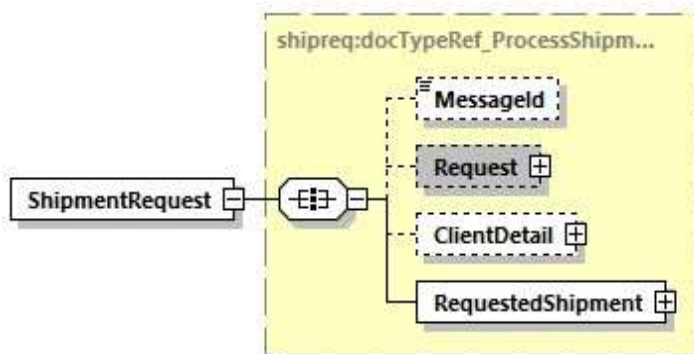 shipreq:docTypeRef_ProcessShipm...
MessageId
Request
ShipmentRequest
ClientDetail
RequestedShipment